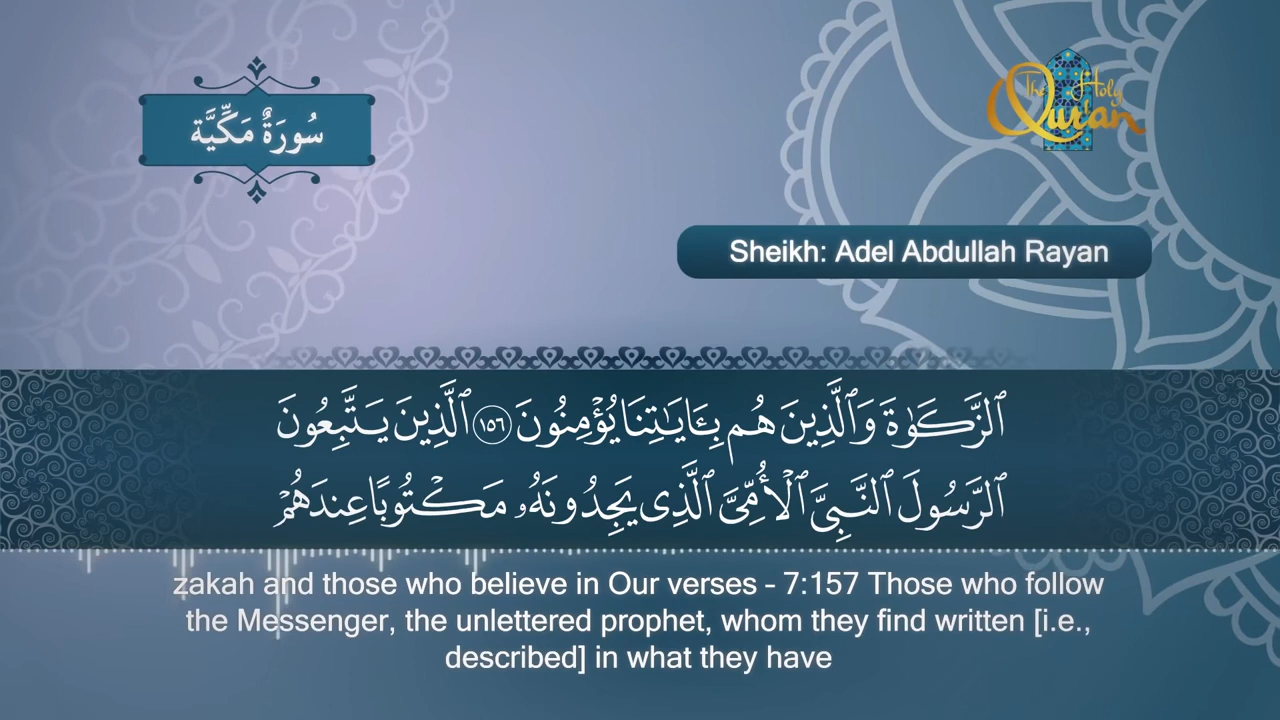 سُورَةٌ مَكِّيَّة
The Holy
Qur'an
Sheikh: Adel Abdullah Rayan
ٱلزَّكَوٰةَ وَٱلَّذِينَ هُم بِـَٔايَـٰتِنَا يُؤۡمِنُونَ ١٥٦ ٱلَّذِينَ يَتَّبِعُونَ
ٱلرَّسُولَ ٱلنَّبِىَّ ٱلۡأُمِّىَّ ٱلَّذِى يَجِدُونَهُۥ مَكۡتُوبًا عِندَهُمۡ
zakah and those who believe in Our verses – 7:157 Those who follow
the Messenger, the unlettered prophet, whom they find written [i.e.,
described] in what they have